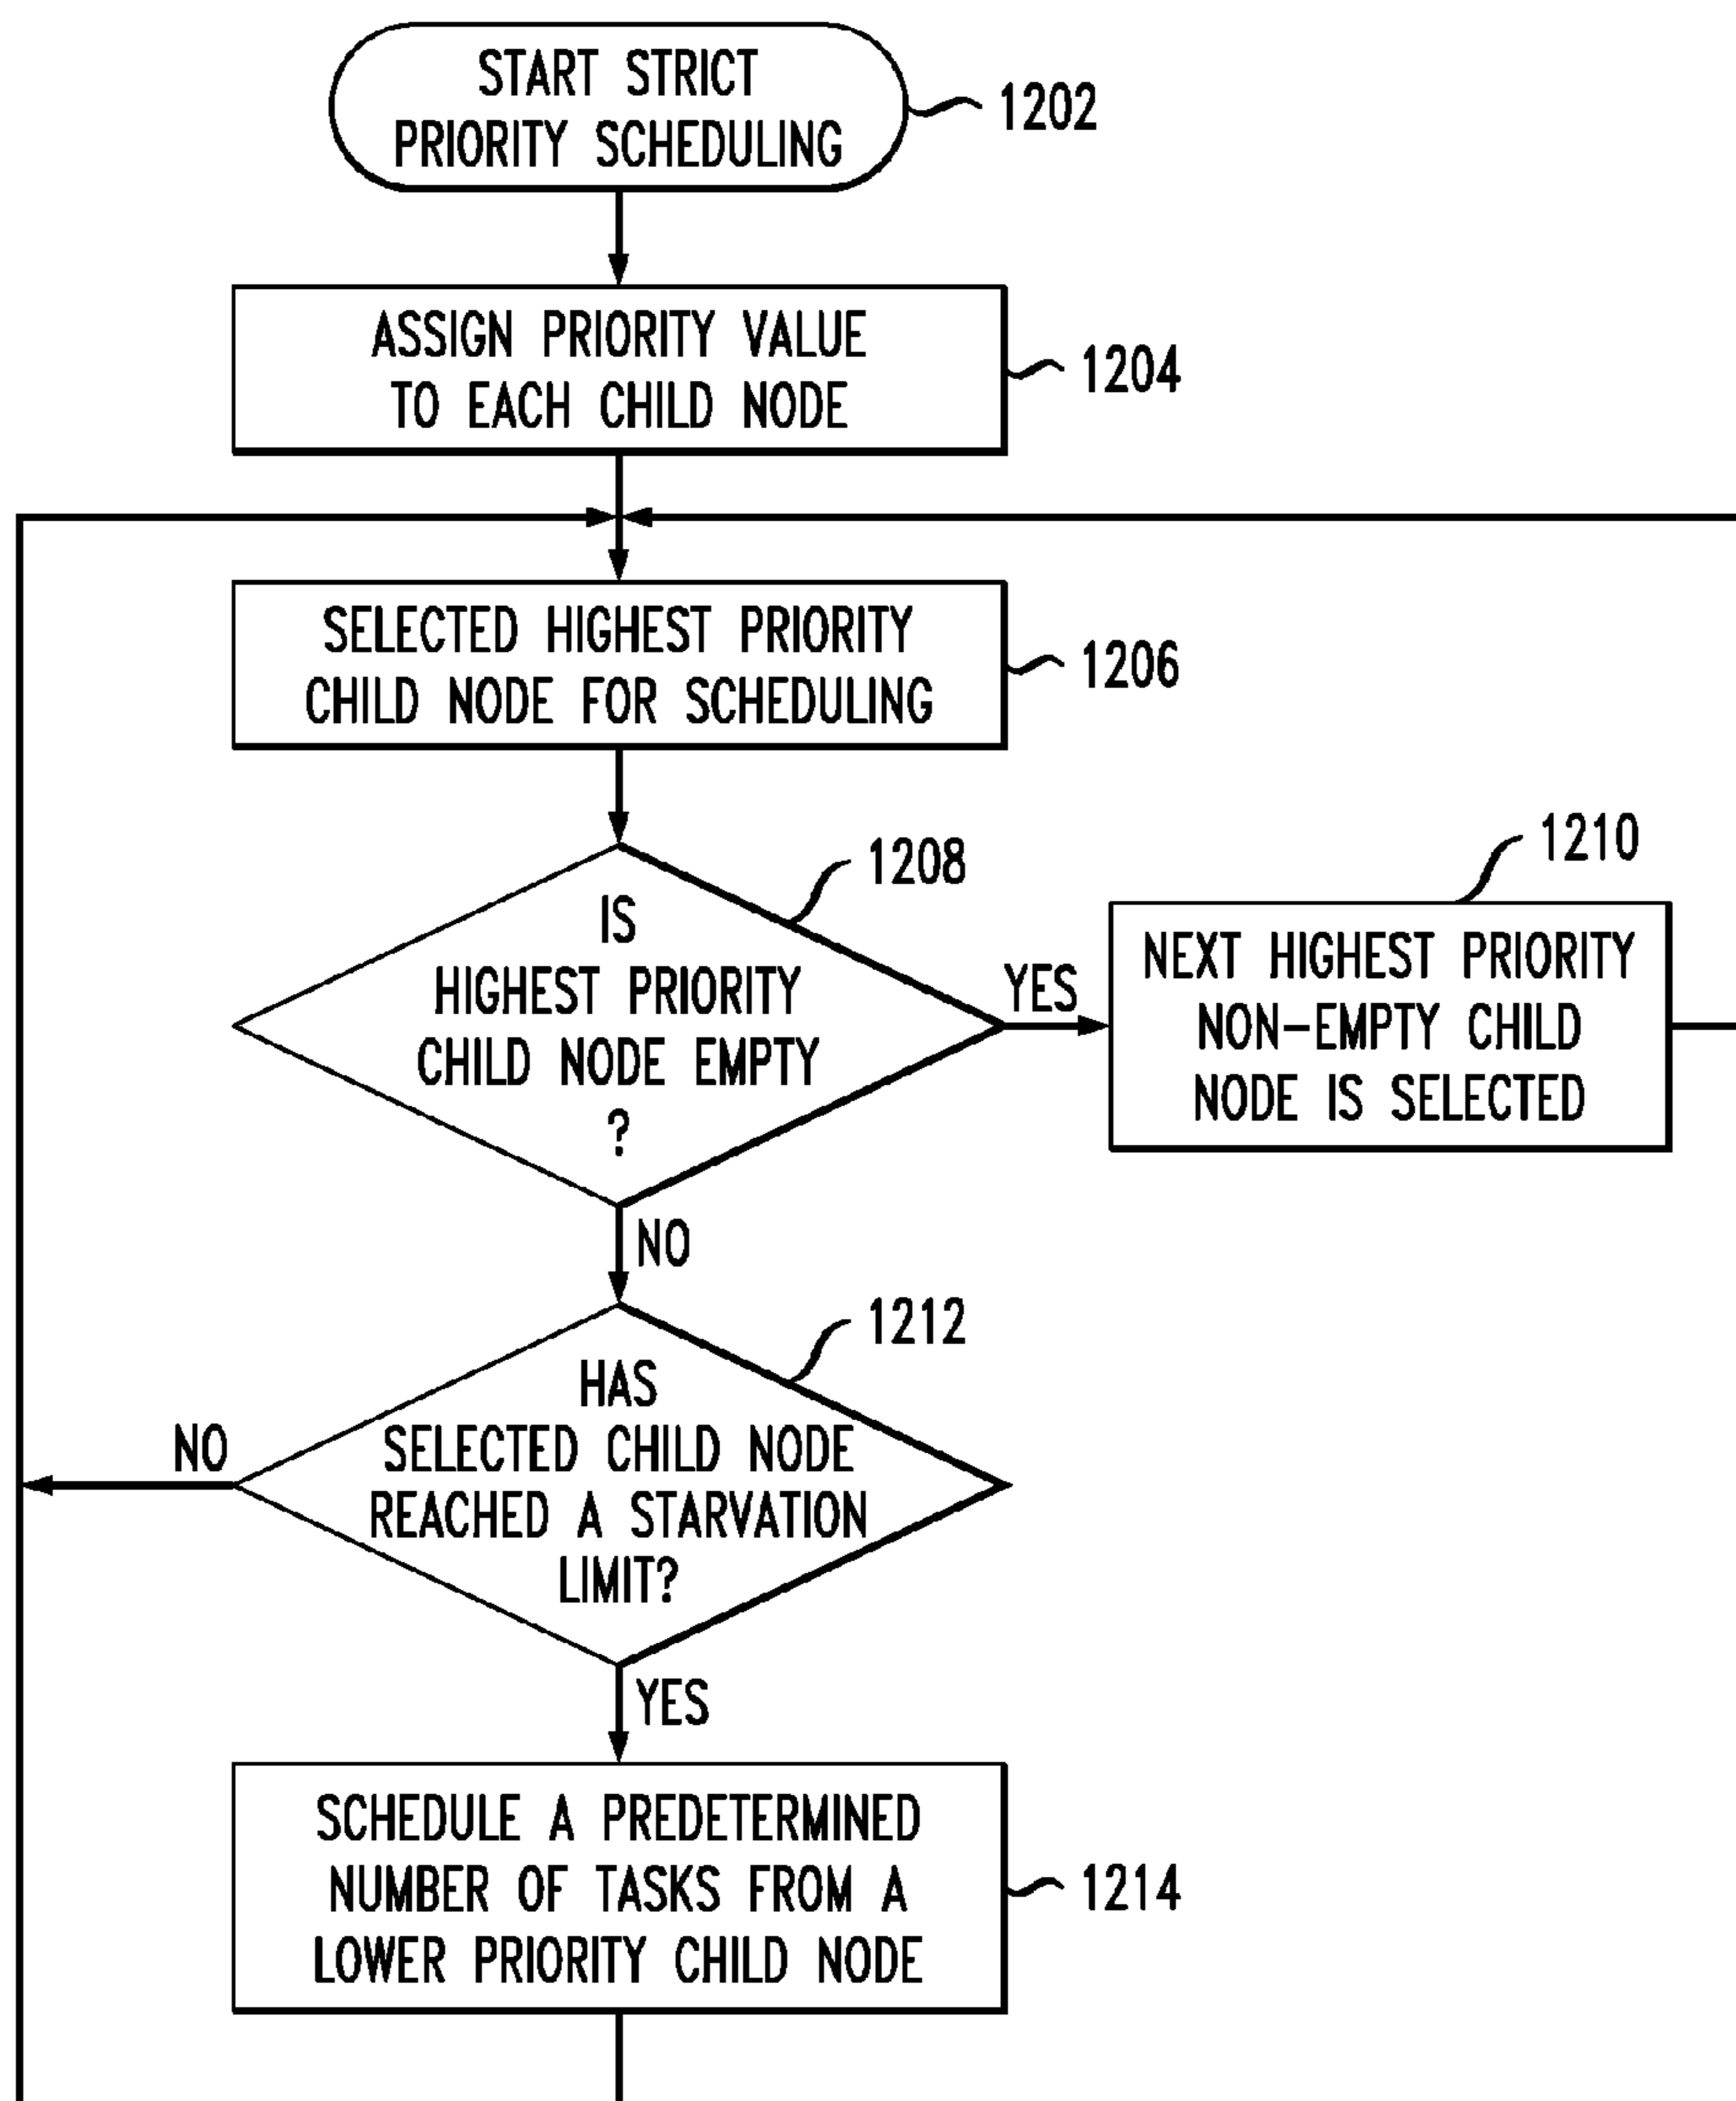 START STRICT
PRIORITY SCHEDULING
1202
ASSIGN PRIORITY VALUE
TO EACH CHILD NODE
1204
SELECTED HIGHEST PRIORITY
CHILD NODE FOR SCHEDULING
1206
1208
IS
HIGHEST PRIORITY
CHILD NODE EMPTY
?
YES
1210
NEXT HIGHEST PRIORITY
NON-EMPTY CHILD
NODE IS SELECTED
NO
1212
HAS
SELECTED CHILD NODE
REACHED A STARVATION
LIMIT?
NO
YES
SCHEDULE A PREDETERMINED
NUMBER OF TASKS FROM A
LOWER PRIORITY CHILD NODE
1214